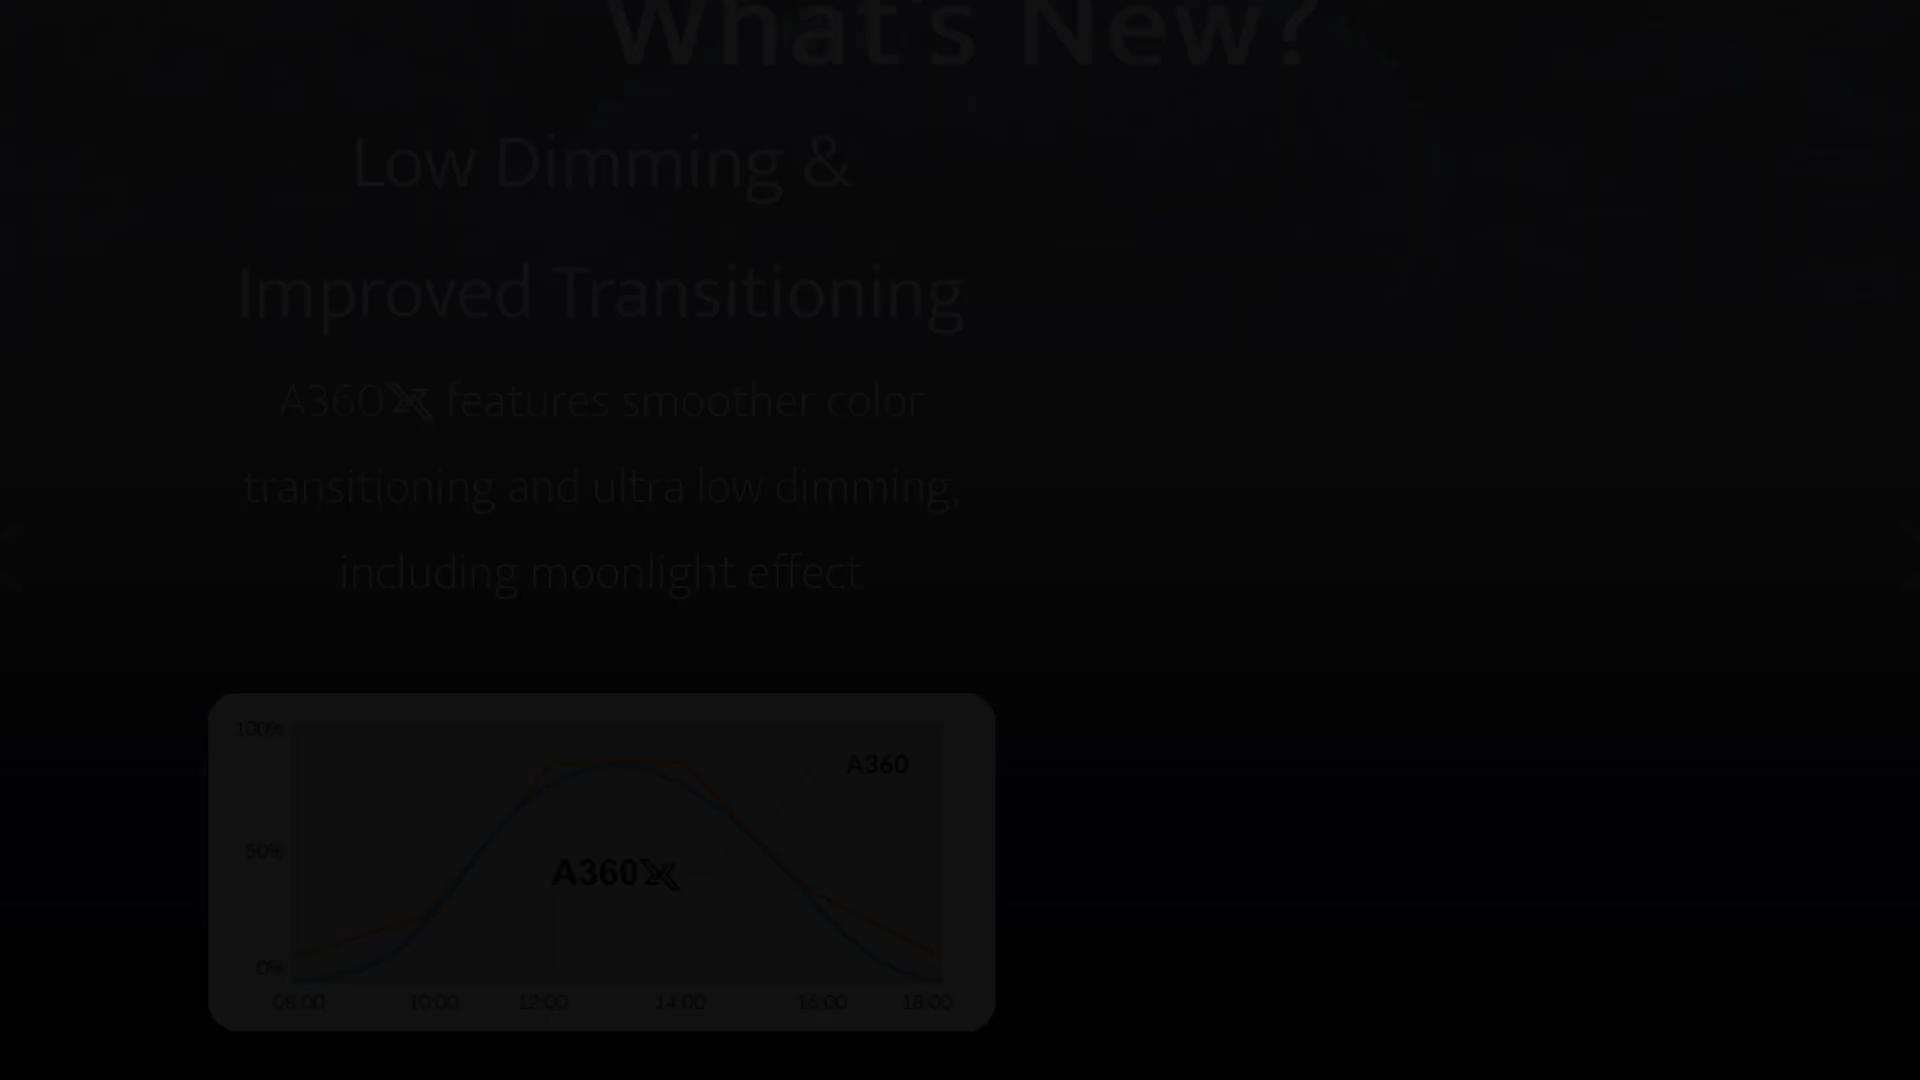 What's New?
Low Dimming &
Improved Transitioning
A360X features smoother color
transitioning and ultra low dimming,
including moonlight effect
100%
A360
50%
A360X
0%
08:00 10:00 12:00 14:00 16:00 18:00